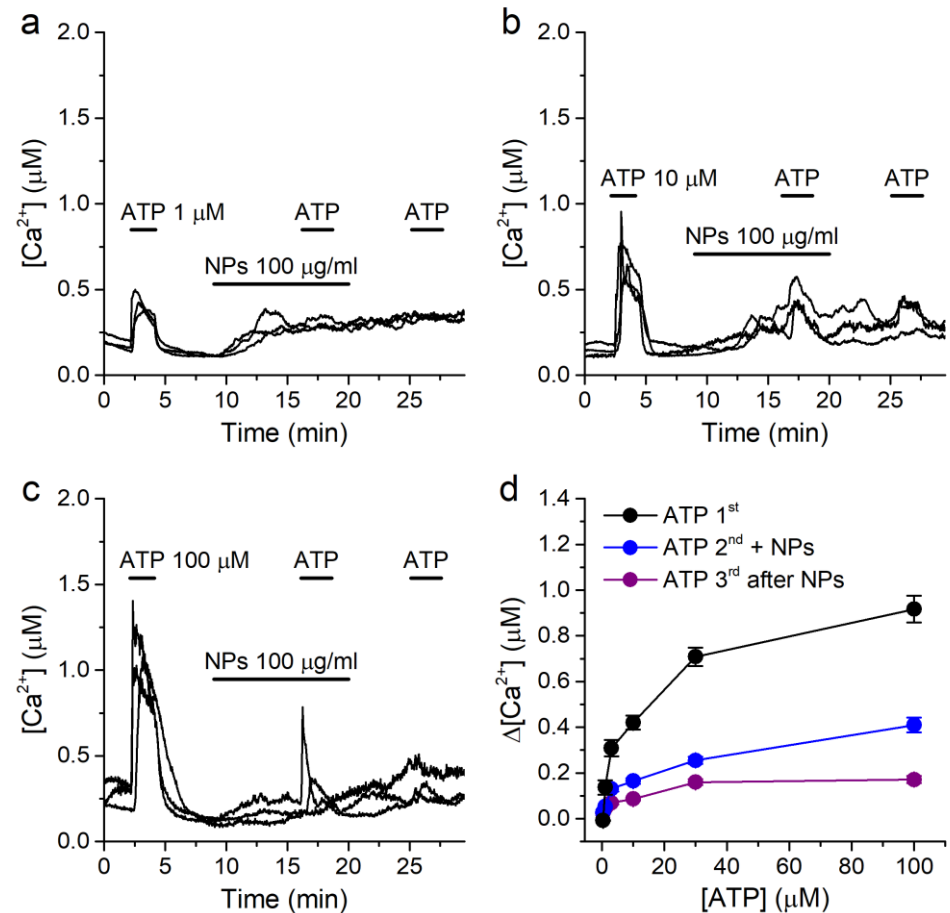 a
2.0
1.5
1.0
0.5
0.0
[Ca²⁺] (μM)
ATP 1 μM
ATP
ATP
NPs 100 μg/ml
0 5 10 15 20 25
Time (min)
b
2.0
1.5
1.0
0.5
0.0
[Ca²⁺] (μM)
ATP 10 μM
ATP
ATP
NPs 100 μg/ml
0 5 10 15 20 25
Time (min)
c
2.0
1.5
1.0
0.5
0.0
[Ca²⁺] (μM)
ATP 100 μM
ATP
ATP
NPs 100 μg/ml
0 5 10 15 20 25
Time (min)
d
1.4
1.2
1.0
0.8
0.6
0.4
0.2
0.0
Δ[Ca²⁺] (μM)
ATP 1ˢᵗ
ATP 2ⁿᵈ + NPs
ATP 3ʳᵈ after NPs
0 20 40 60 80 100
[ATP] (μM)